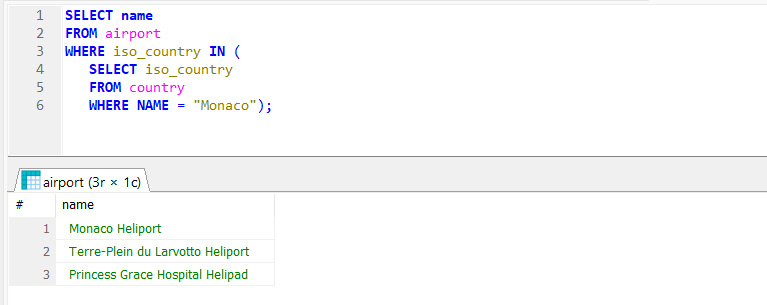 1 SELECT name
2 FROM airport
3 WHERE iso_country IN (
4 SELECT iso_country
5 FROM country
6 WHERE NAME = "Monaco");
airport (3r × 1c)
# name
1 Monaco Heliport
2 Terre-Plein du Larvotto Heliport
3 Princess Grace Hospital Helipad